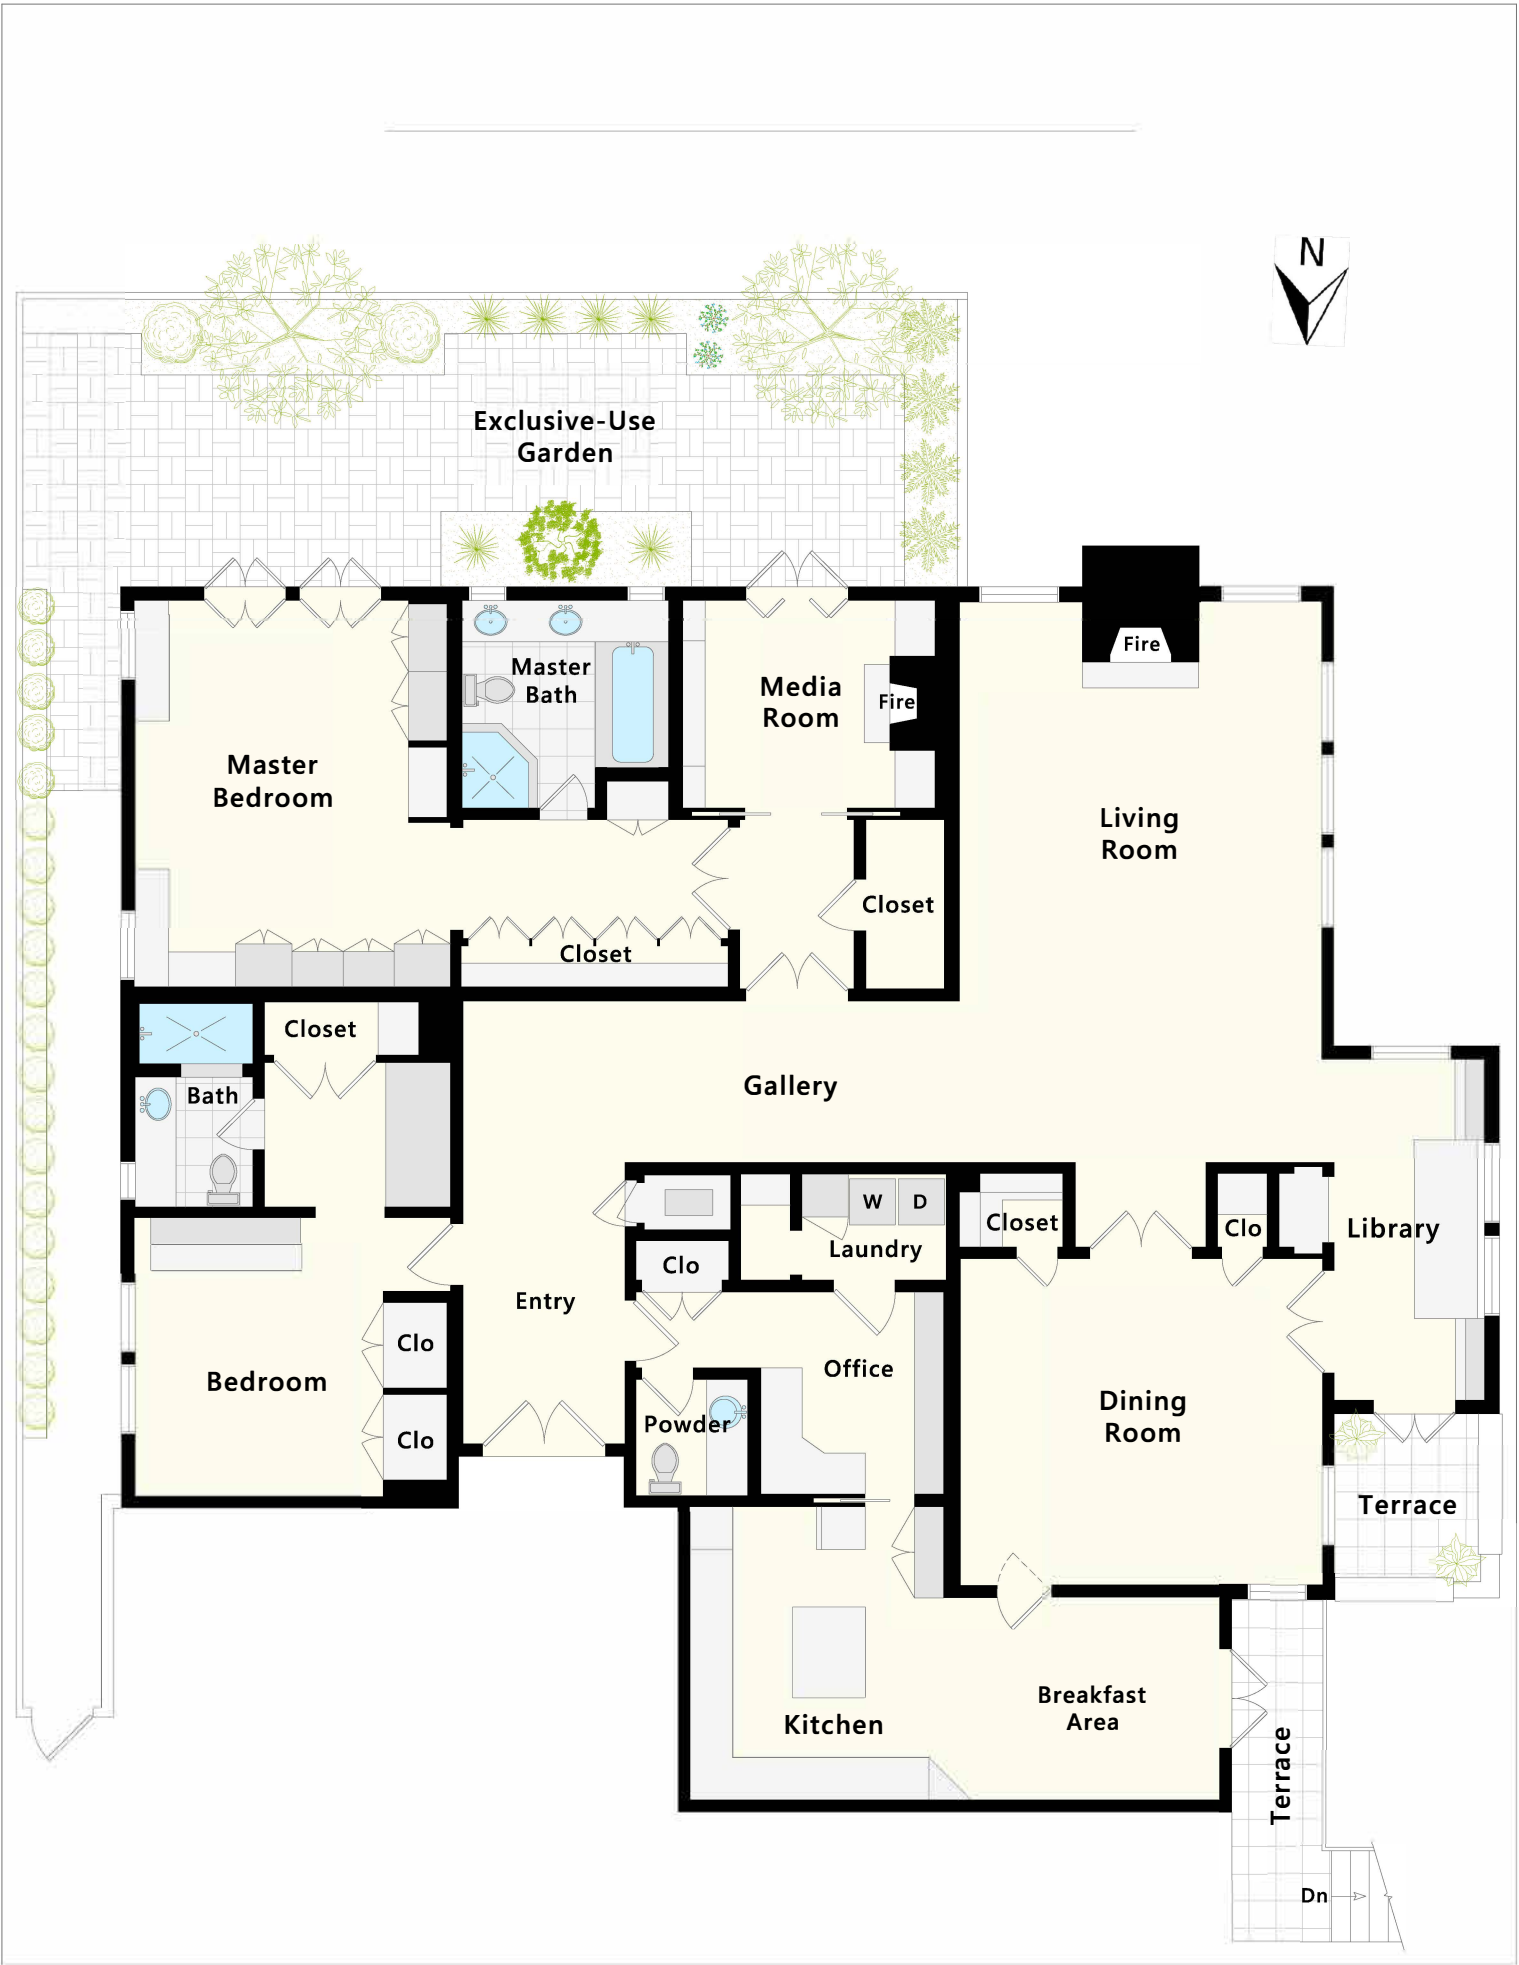 N
Exclusive-Use
Garden
Fire
Master
Bath
Media
Room
Fire
Master
Bedroom
Living
Room
Closet
Closet
Closet
Bath
Gallery
W
D
Closet
Clo
Library
Laundry
Clo
Entry
Clo
Office
Bedroom
Dining
Room
Powder
Clo
Terrace
Breakfast
Area
Kitchen
Terrace
Dn